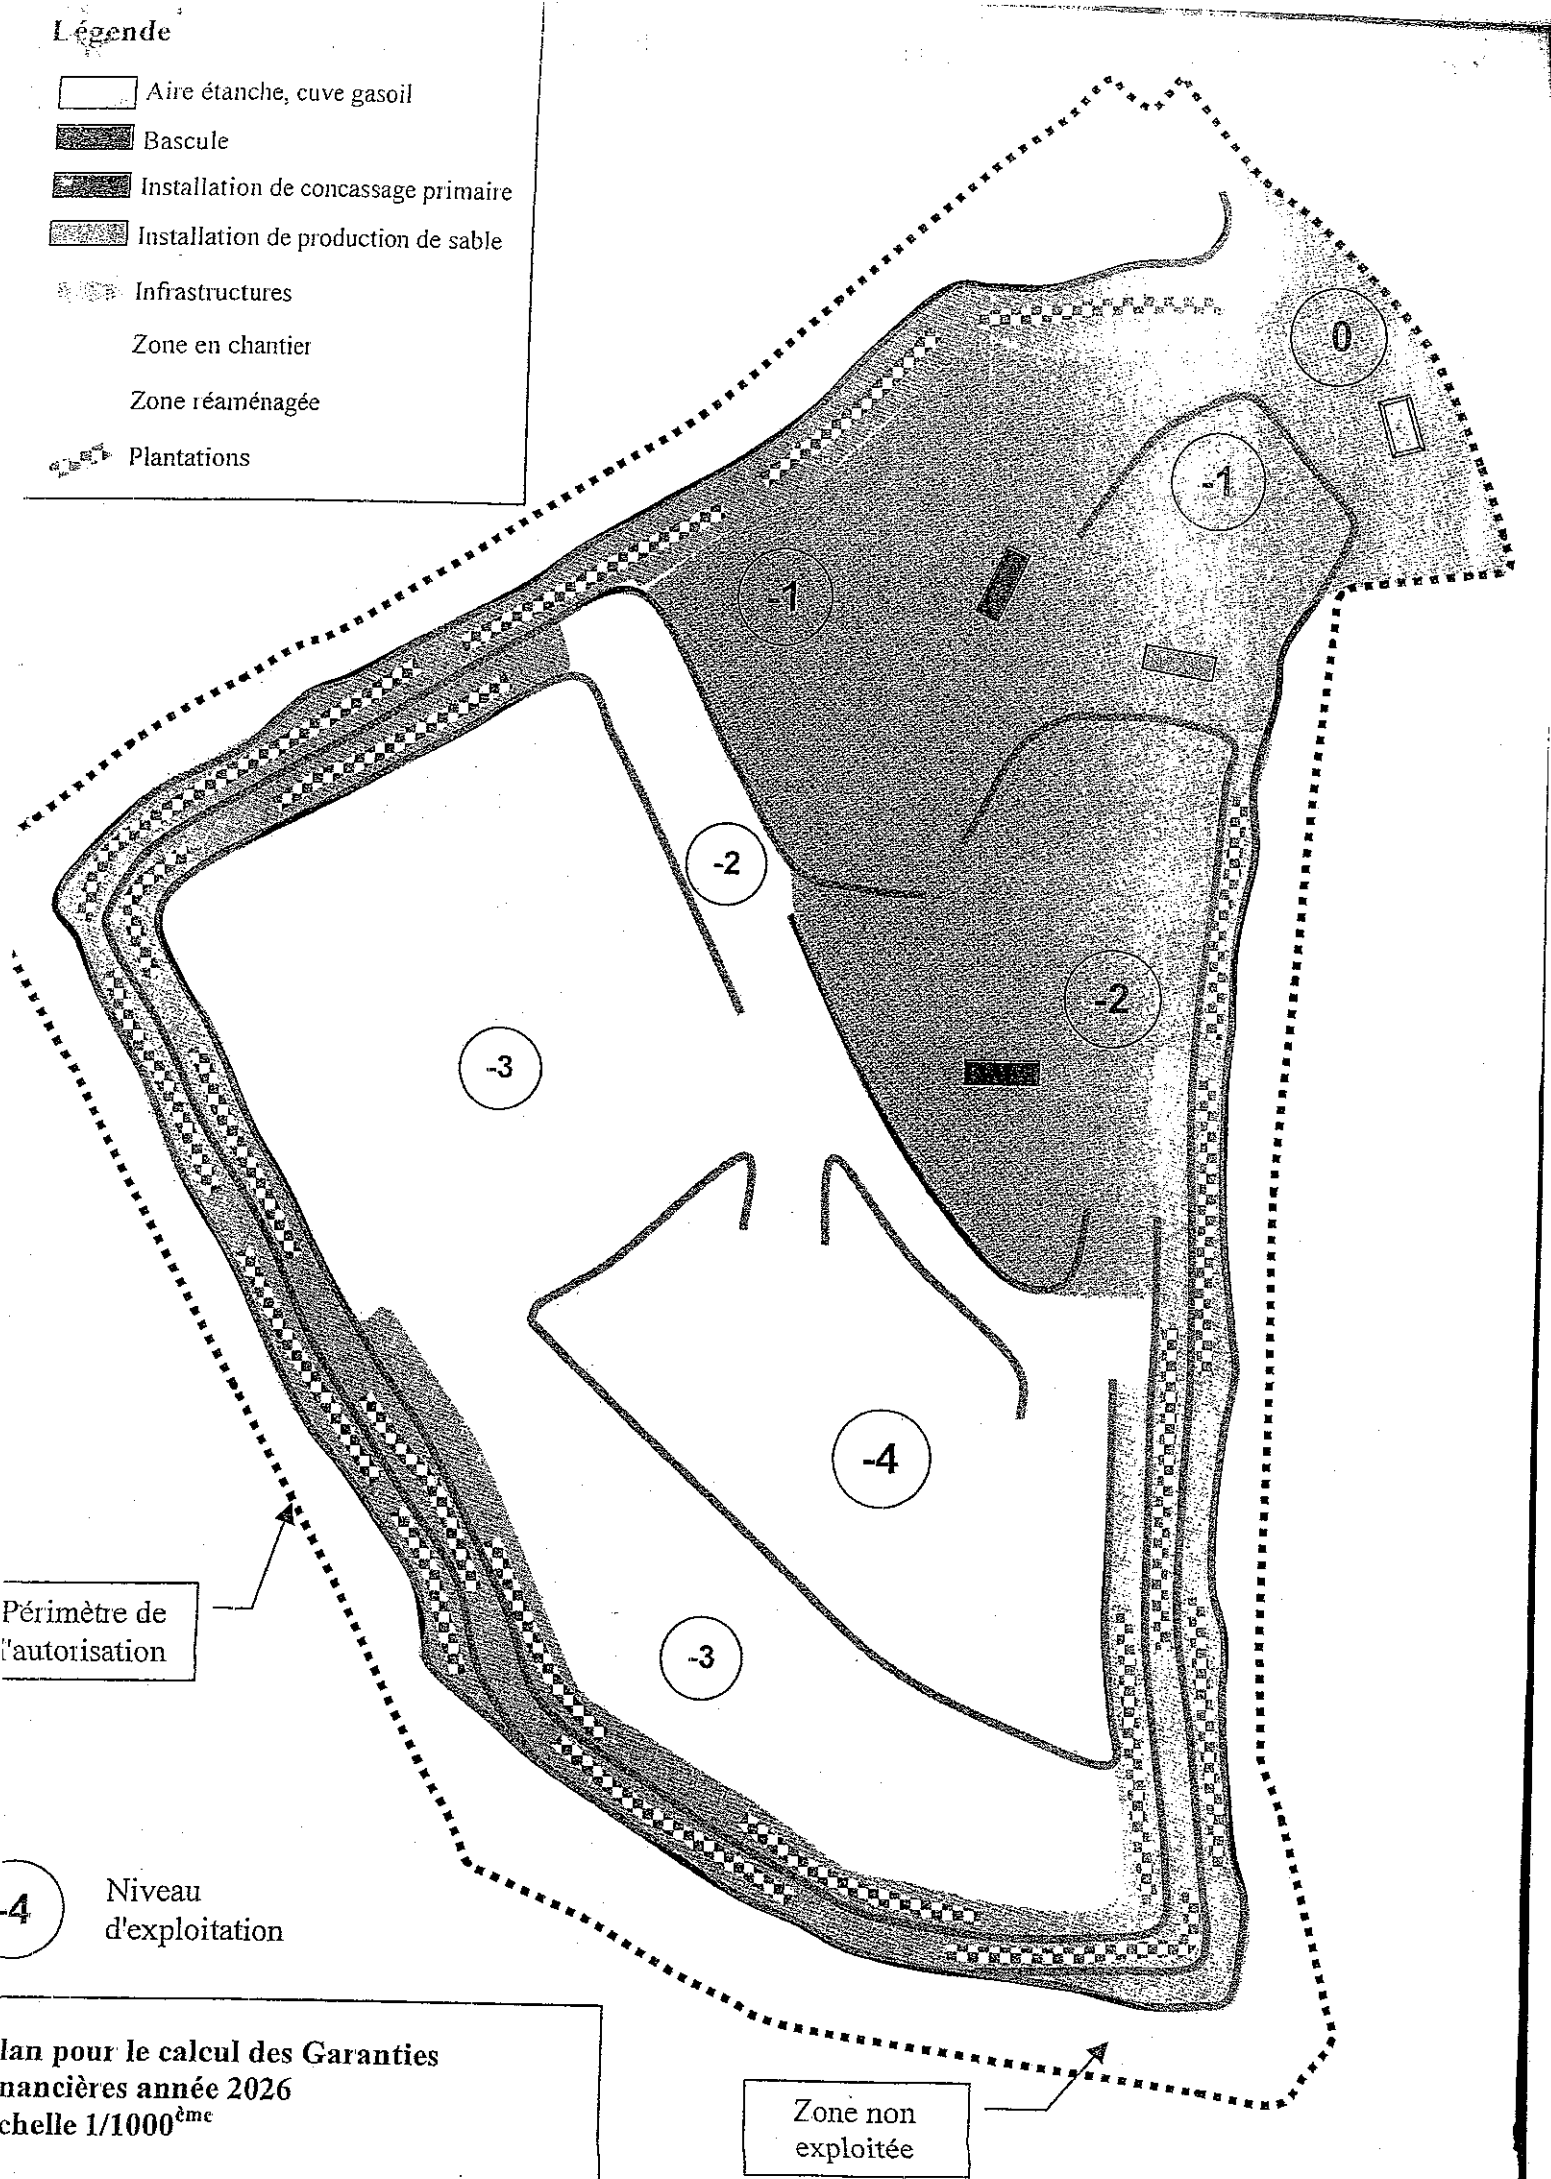 Légende
Aire étanche, cuve gasoil
Bascule
Installation de concassage primaire
Installation de production de sable
Infrastructures
Zone en chantier
Zone réaménagée
Plantations
0
-1
-1
-2
-2
-3
-4
-3
Périmètre de
l'autorisation
-4
Niveau
d'exploitation
lan pour le calcul des Garanties
nancières année 2026
chelle 1/1000ème
Zone non
exploitée